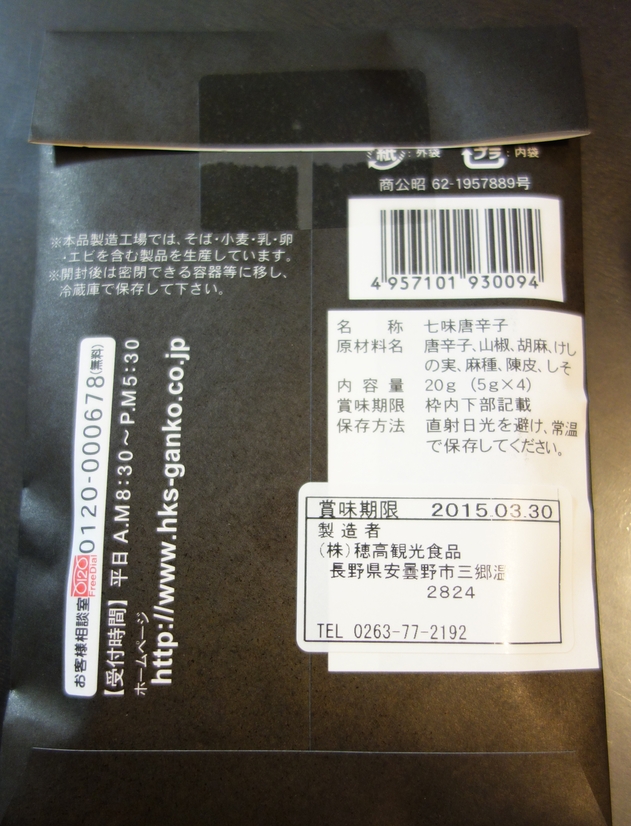 紙 : 外袋
プラ : 内袋
商公昭 62-1957889号
4 957101 930094
※本品製造工場では、そば・小麦・乳・卵
・エビを含む製品を生産しています。
※開封後は密閉できる容器等に移し、
冷蔵庫で保存して下さい。
名 称 七味唐辛子
原材料名 唐辛子、山椒、胡麻、けし
の実、麻種、陳皮、しそ
内容量 20g (5g×4)
賞味期限 枠内下部記載
保存方法 直射日光を避け、常温
で保存してください。
賞味期限 2015.03.30
製造者
(株)穂高観光食品
長野県安曇野市三郷温
2824
TEL 0263-77-2192
お客様相談室 0120 FreeDial 0120-000678(無料)
【受付時間】平日 A.M8:30～P.M5:30
ホームページ
http://www.hks-ganko.co.jp